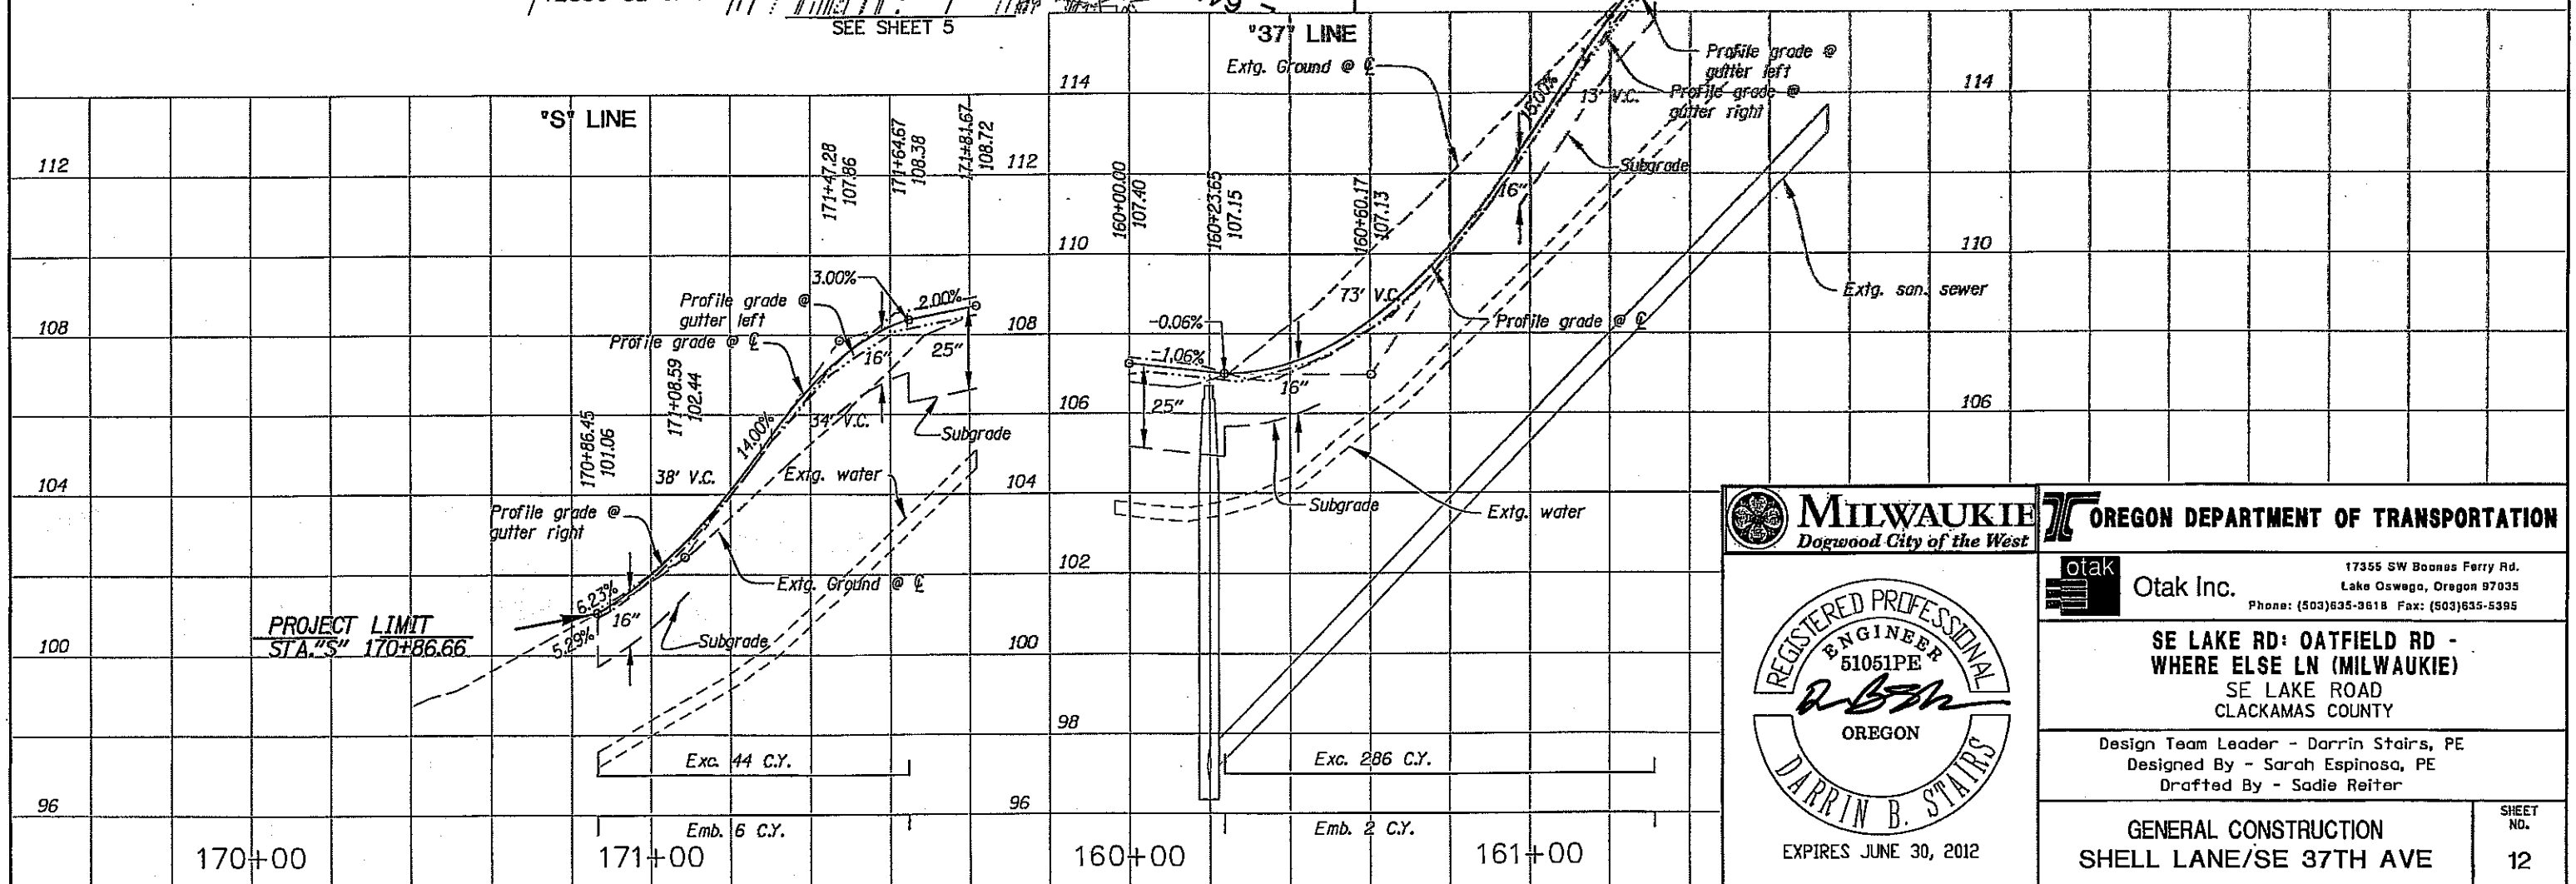 SEE SHEET 5
"S" LINE
112
108
104
100
96
PROJECT LIMIT
STA."S" 170+86.66
170+86.45
101.06
171+08.59
102.44
171+47.28
107.86
171+64.67
108.38
171+81.67
108.72
3.00%
2.00%
Profile grade @
gutter left
Profile grade @ ℄
16"
25"
14.00%
34' V.C.
38' V.C.
Subgrade
Extg. water
Profile grade @
gutter right
Extg. Ground @ ℄
6.23%
5.29%
16"
Subgrade
Exc. 44 C.Y.
Emb. 6 C.Y.
170+00
171+00
"37" LINE
114
112
110
108
106
104
102
100
98
96
Extg. Ground @ ℄
160+00.00
107.40
160+23.65
107.15
160+60.17
107.13
-0.06%
-1.06%
25"
16"
73' V.C.
15.00%
13' V.C.
16"
Profile grade @
gutter left
Profile grade @
gutter right
Subgrade
Extg. san. sewer
Profile grade @ ℄
Subgrade
Extg. water
114
110
106
Exc. 286 C.Y.
Emb. 2 C.Y.
160+00
161+00
MILWAUKIE
Dogwood City of the West
OREGON DEPARTMENT OF TRANSPORTATION
otak
Otak Inc.
17355 SW Boones Ferry Rd.
Lake Oswego, Oregon 97035
Phone: (503)635-3618 Fax: (503)635-5395
REGISTERED PROFESSIONAL
ENGINEER
51051PE
OREGON
DARRIN B. STAIRS
EXPIRES JUNE 30, 2012
SE LAKE RD: OATFIELD RD -
WHERE ELSE LN (MILWAUKIE)
SE LAKE ROAD
CLACKAMAS COUNTY
Design Team Leader - Darrin Stairs, PE
Designed By - Sarah Espinosa, PE
Drafted By - Sadie Reiter
GENERAL CONSTRUCTION
SHELL LANE/SE 37TH AVE
SHEET
NO.
12